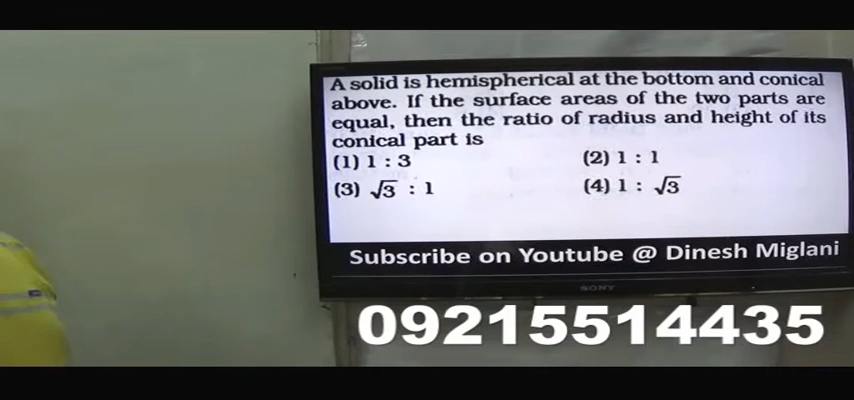 A solid is hemispherical at the bottom and conical
above. If the surface areas of the two parts are
equal, then the ratio of radius and height of its
conical part is
(1) 1 : 3 (2) 1 : 1
(3) √3 : 1 (4) 1 : √3
Subscribe on Youtube @ Dinesh Miglani
SONY
09215514435